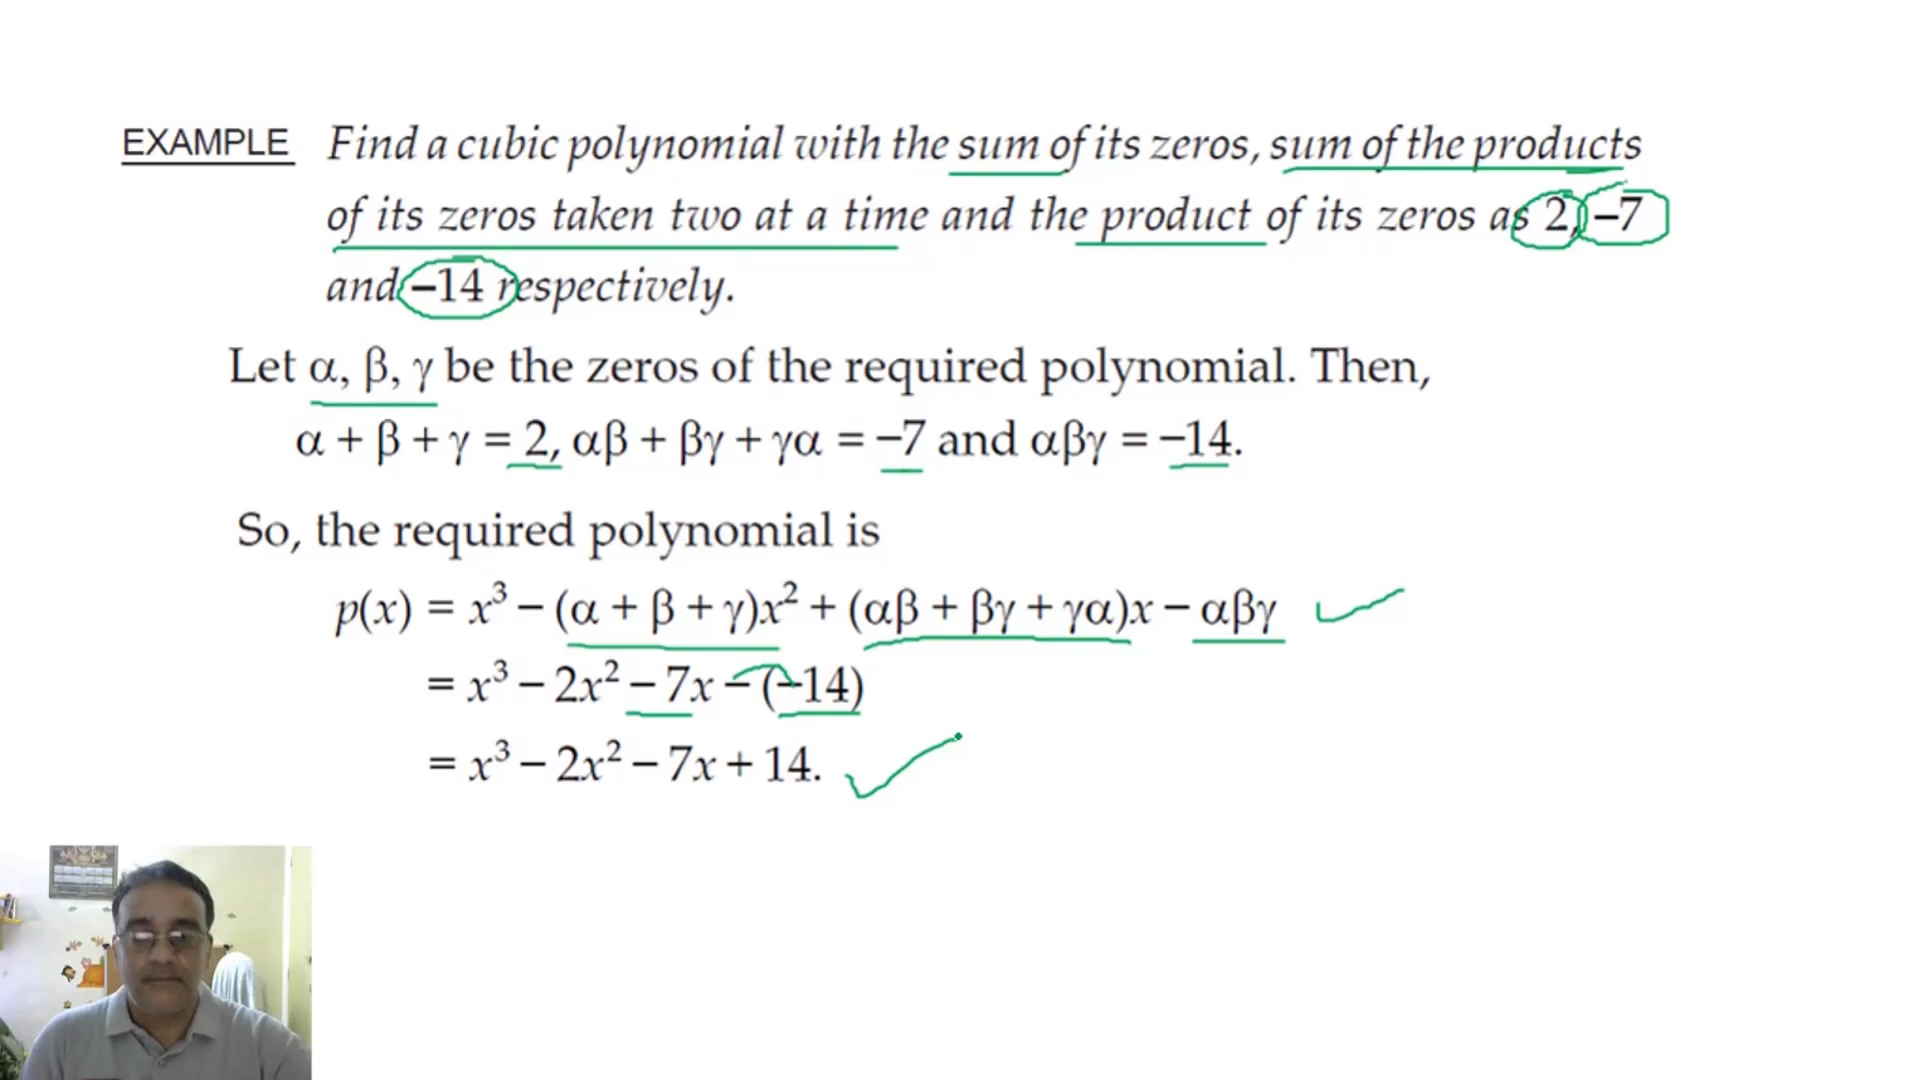 EXAMPLE Find a cubic polynomial with the sum of its zeros, sum of the products
of its zeros taken two at a time and the product of its zeros as 2, –7
and –14 respectively.
Let α, β, γ be the zeros of the required polynomial. Then,
α + β + γ = 2, αβ + βγ + γα = –7 and αβγ = –14.
So, the required polynomial is
p(x) = x³ – (α + β + γ)x² + (αβ + βγ + γα)x – αβγ
= x³ – 2x² – 7x – (–14)
= x³ – 2x² – 7x + 14.